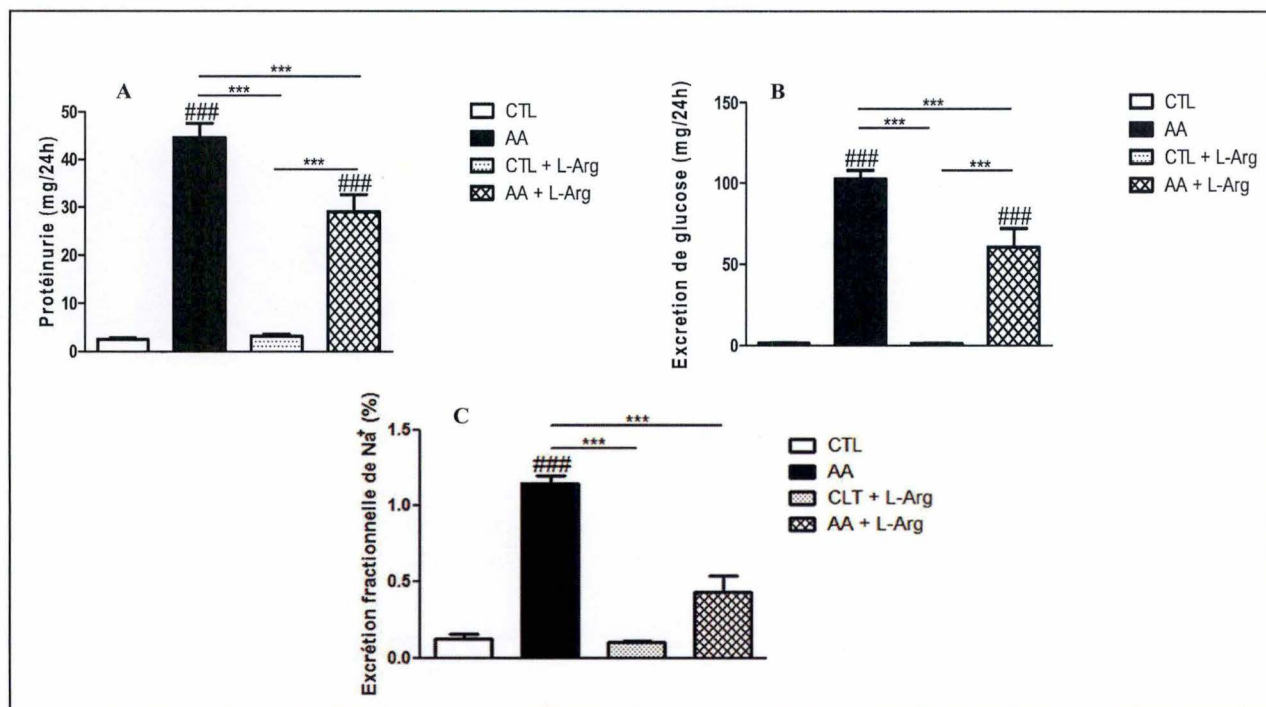 A
Protéinurie (mg/24h)
50
40
30
20
10
0
***
***
***
###
###
CTL
AA
CTL + L-Arg
AA + L-Arg
B
Excretion de glucose (mg/24h)
150
100
50
0
***
***
***
###
###
CTL
AA
CTL + L-Arg
AA + L-Arg
C
Excrétion fractionnelle de Na+ (%)
1.5
1.0
0.5
0.0
***
***
###
CTL
AA
CLT + L-Arg
AA + L-Arg